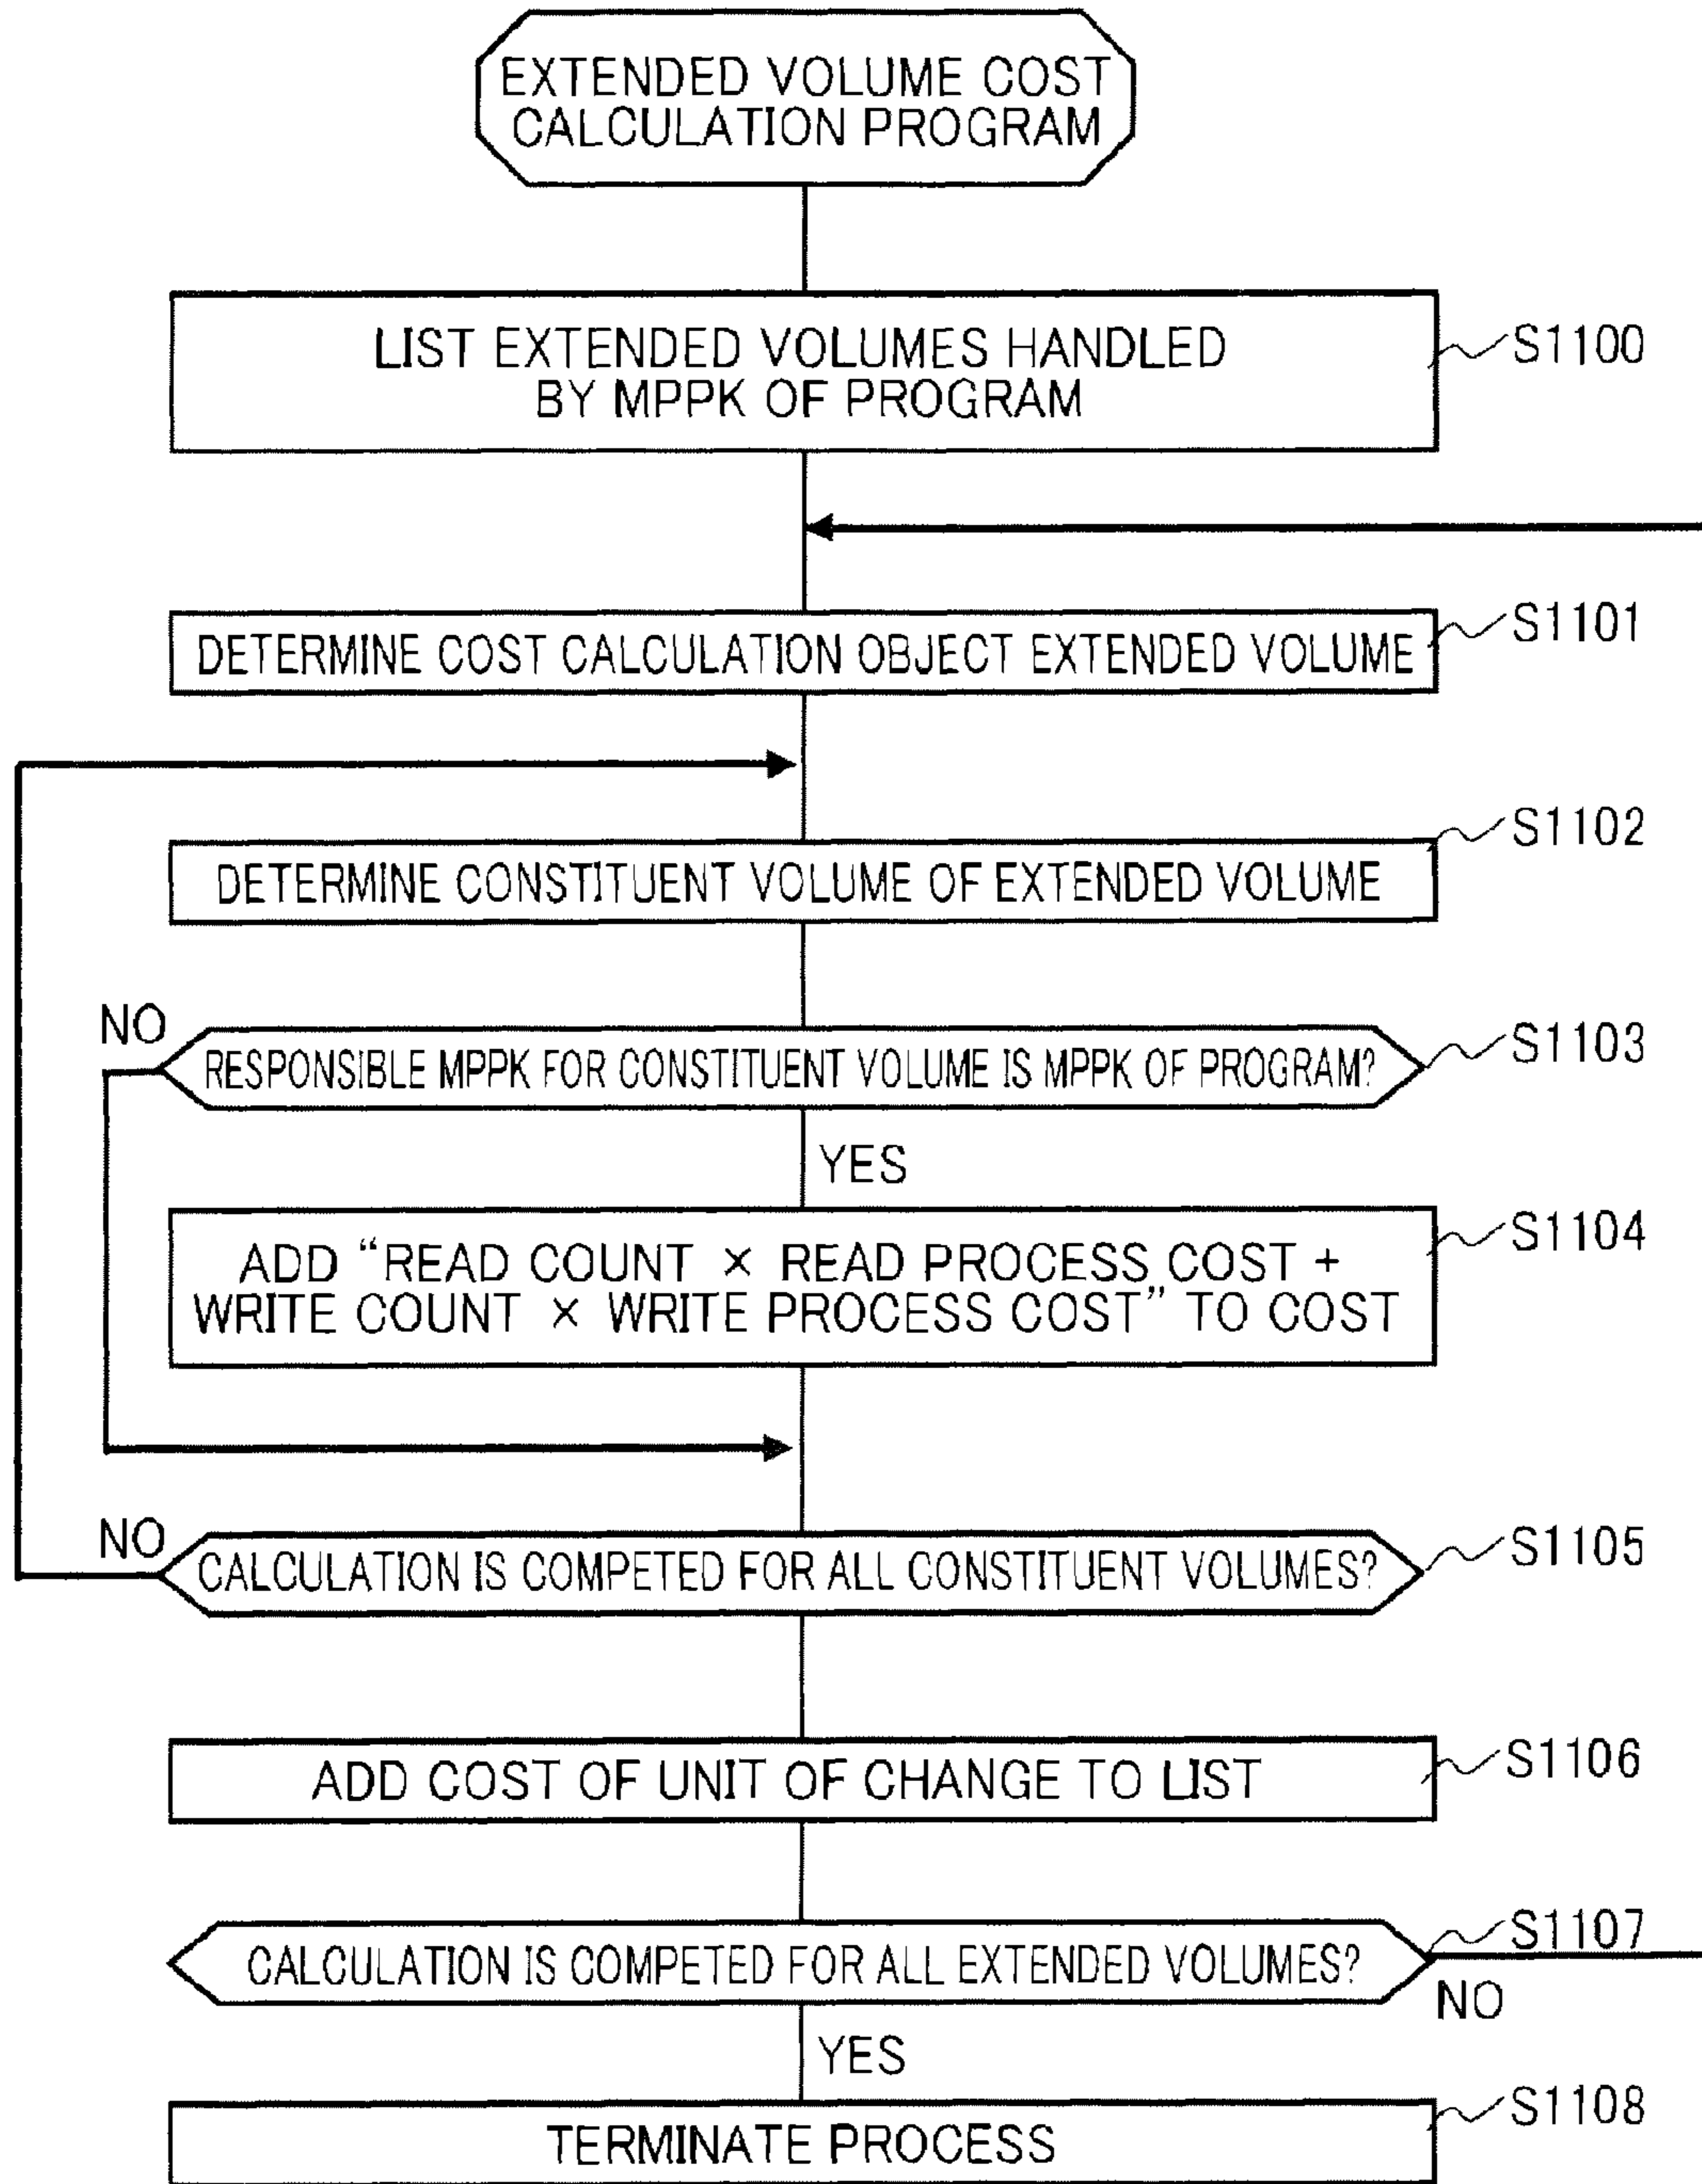 EXTENDED VOLUME COST
CALCULATION PROGRAM
LIST EXTENDED VOLUMES HANDLED
BY MPPK OF PROGRAM
S1100
DETERMINE COST CALCULATION OBJECT EXTENDED VOLUME
S1101
DETERMINE CONSTITUENT VOLUME OF EXTENDED VOLUME
S1102
NO
RESPONSIBLE MPPK FOR CONSTITUENT VOLUME IS MPPK OF PROGRAM?
S1103
YES
ADD “READ COUNT × READ PROCESS COST +
WRITE COUNT × WRITE PROCESS COST” TO COST
S1104
NO
CALCULATION IS COMPETED FOR ALL CONSTITUENT VOLUMES?
S1105
ADD COST OF UNIT OF CHANGE TO LIST
S1106
CALCULATION IS COMPETED FOR ALL EXTENDED VOLUMES?
S1107
NO
YES
TERMINATE PROCESS
S1108